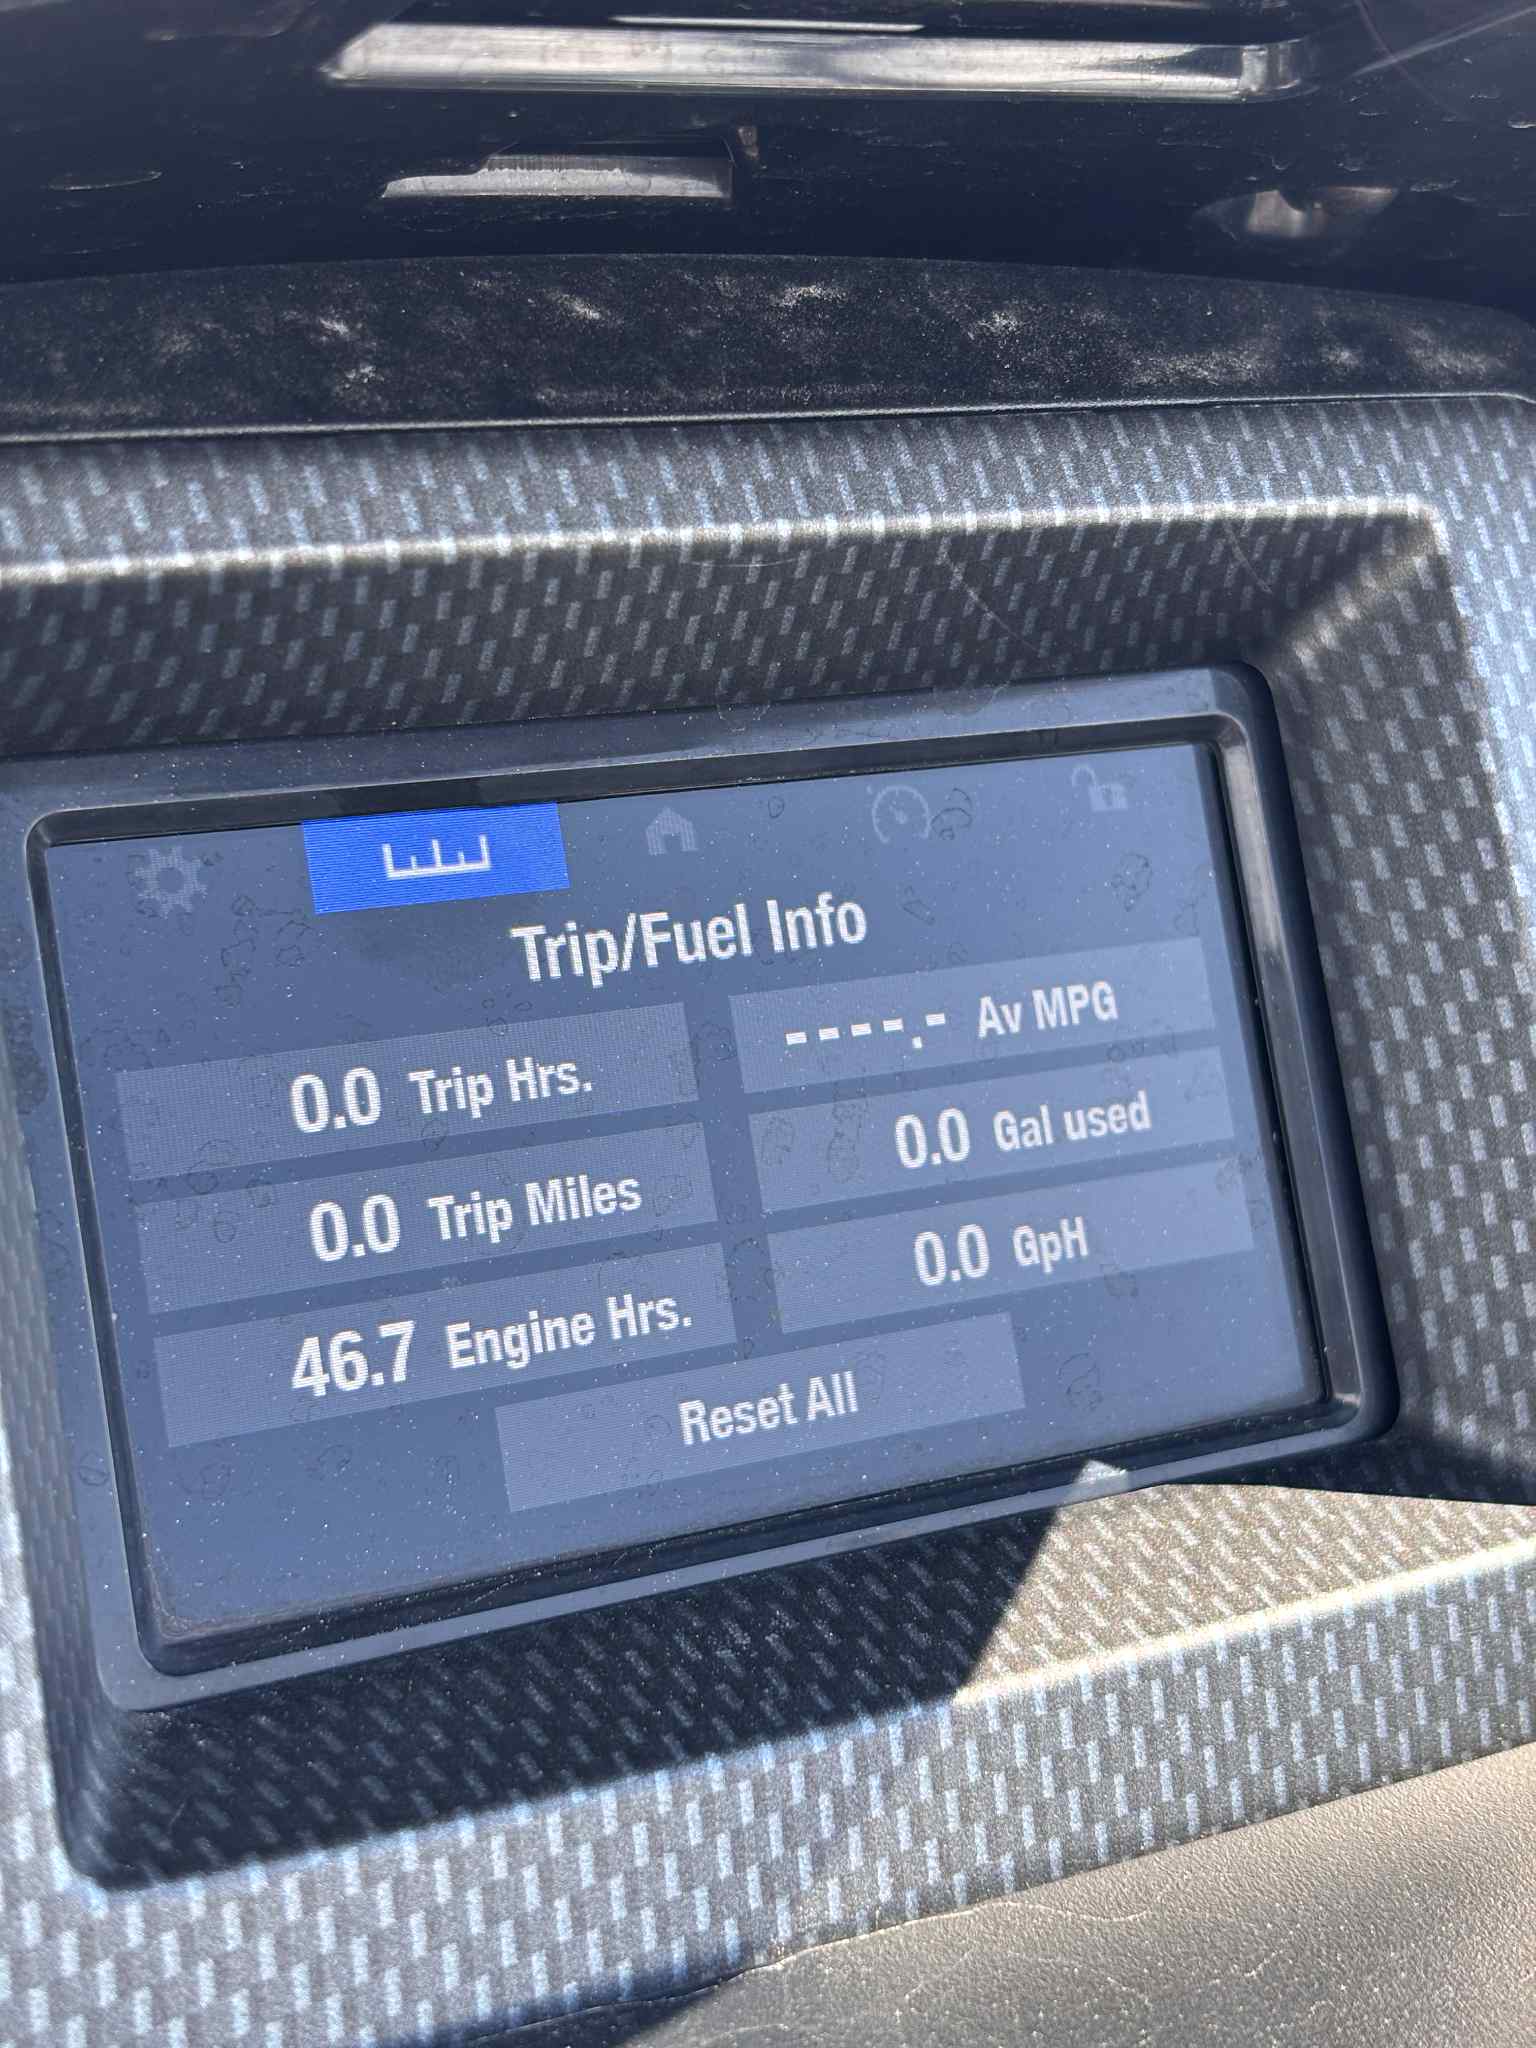 Trip/Fuel Info
0.0 Trip Hrs.
----.- Av MPG
0.0 Trip Miles
0.0 Gal used
46.7 Engine Hrs.
0.0 GpH
Reset All